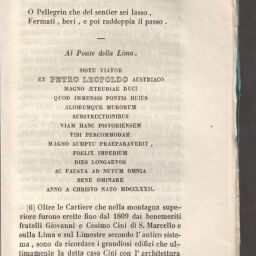 O Pellegrin che del sentier sei lasso,
Fermati, bevi, e poi raddoppia il passo.
Al Ponte della Lima.
SISTE VIATOR
ET PETRO LEOPOLDO AUSTRIACO
MAGNO ÆTRURIAE DUCI
QUOD IMMENSIS PONTIS HUIUS
ALIORUMQUE MURORUM
SUBSTRUCTIONIBUS
VIAM HANC PISTORIENSEM
TIBI PERCOMMODAM
MAGNO SUMPTU PRAEPARAVERIT,
FOELIX IMPERIUM
DIES LONGAEVOS
AC FAUSTA AD NUTUM OMNIA
BENE OMINARE
ANNO A CHRISTO NATO MDCCLXXII.
(6) Oltre le Cartiere che nella montagna supe-
riore furono erette fino dal 1809 dai benemeriti
fratelli Giovanni e Cosimo Cini di S. Marcello e
sulla Lima e sul Limestre secondo l' antico siste-
ma, sono da ricordare i grandiosi edifizi che ul-
timamente la detta casa Cini con l' architettura